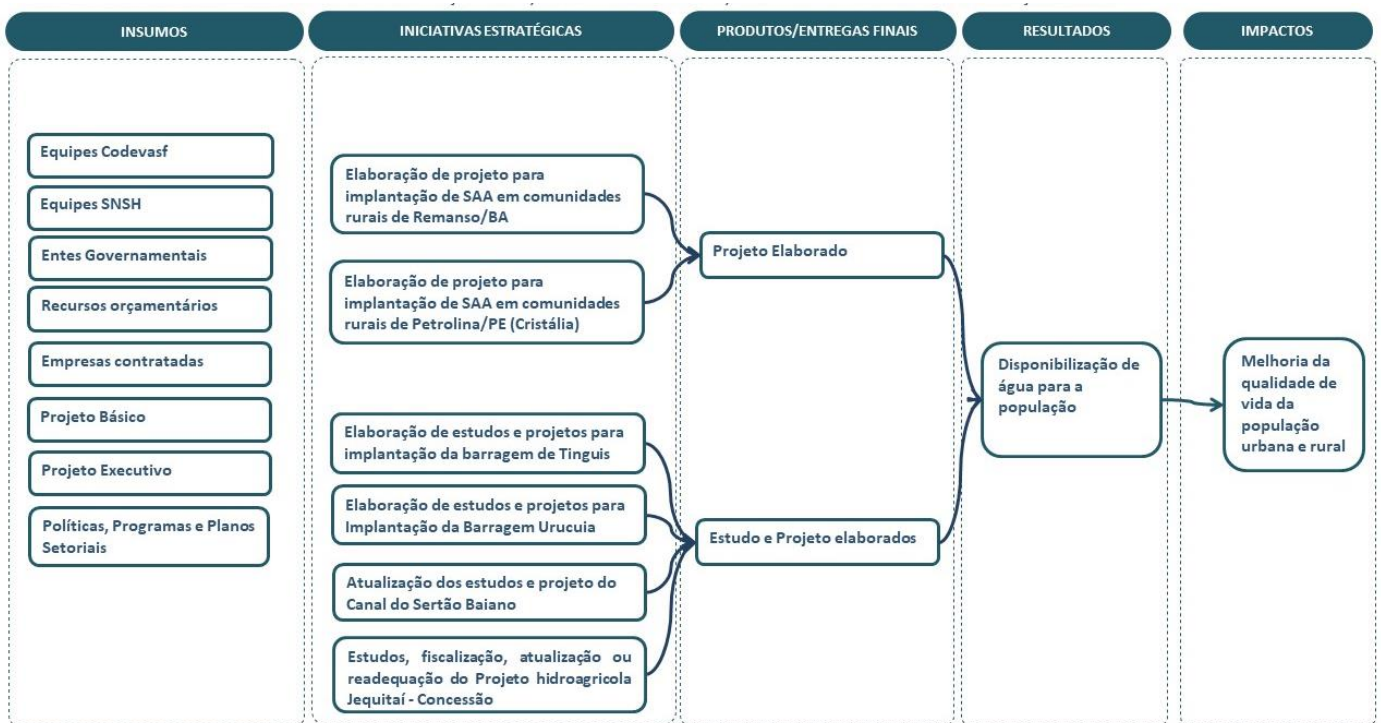 INSUMOS
INICIATIVAS ESTRATÉGICAS
PRODUTOS/ENTREGAS FINAIS
RESULTADOS
IMPACTOS
Equipes Codevasf
Equipes SNSH
Entes Governamentais
Recursos orçamentários
Empresas contratadas
Projeto Básico
Projeto Executivo
Políticas, Programas e Planos
Setoriais
Elaboração de projeto para
implantação de SAA em comunidades
rurais de Remanso/BA
Elaboração de projeto para
implantação de SAA em comunidades
rurais de Petrolina/PE (Cristália)
Elaboração de estudos e projetos para
implantação da barragem de Tinguis
Elaboração de estudos e projetos para
Implantação da Barragem Urucuia
Atualização dos estudos e projeto do
Canal do Sertão Baiano
Estudos, fiscalização, atualização ou
readequação do Projeto hidroagricola
Jequitaí - Concessão
Projeto Elaborado
Estudo e Projeto elaborados
Disponibilização de
água para a
população
Melhoria da
qualidade de
vida da
população
urbana e rural